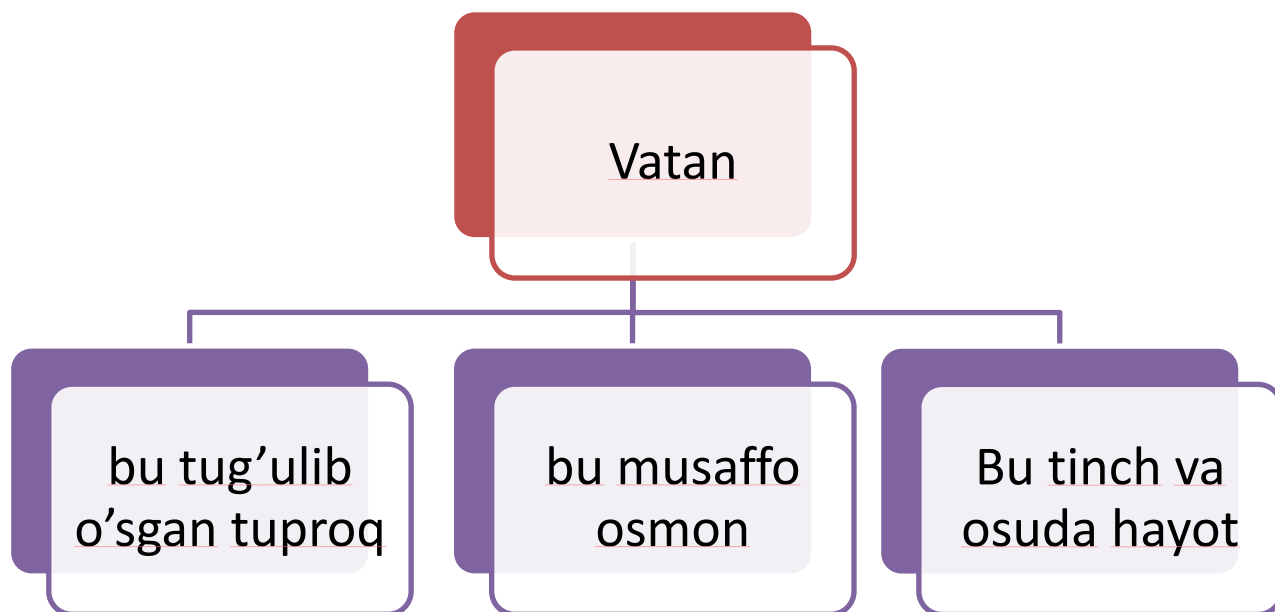 Vatan
bu tug’ulib
o’sgan tuproq
bu musaffo
osmon
Bu tinch va
osuda hayot